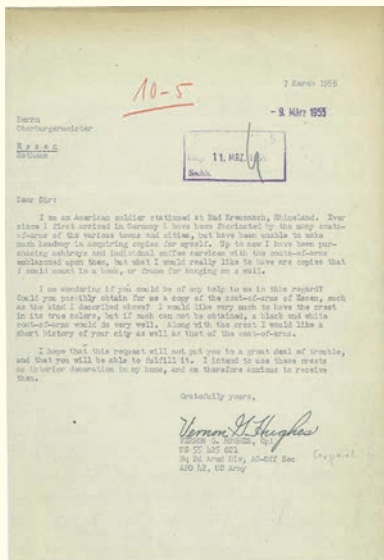 10-5
7 March 1955
- 9. März 1955
Herrn
Oberburgermeister
Essen
Rathaus
11. MRZ.
Dear Sir:
I am an American soldier stationed at Bad Kreuznach, Rhineland. Ever
since I first arrived in Germany I have been fascinated by the many coats-
of-arms of the various towns and cities, but have been unable to make
much headway in acquiring copies for myself. Up to now I have been pur-
chasing ashtrays and individual coffee services with the coats-of-arms
emblazoned upon them, but what I would really like to have are copies that
I could mount in a book, or frame for hanging on a wall.
I am wondering if you could be of any help to me in this regard?
Could you possibly obtain for me a copy of the coat-of-arms of Essen, such
as the kind I described above? I would like very much to have the crest
in its true colors, but if such can not be obtained, a black and white
coat-of-arms would do very well. Along with the crest I would like a
short history of your city as well as that of the coat-of-arms.
I hope that this request will not put you to a great deal of trouble,
and that you will be able to fulfill it. I intend to use these crests
as interior decoration in my home, and am therefore anxious to receive
them.
Gratefully yours,
Vernon G. Hughes
VERNON G. HUGHES, Cpl
US 55 425 021
Hq 2d Armd Div, AG-Off Sec
APO 42, US Army
Corporal